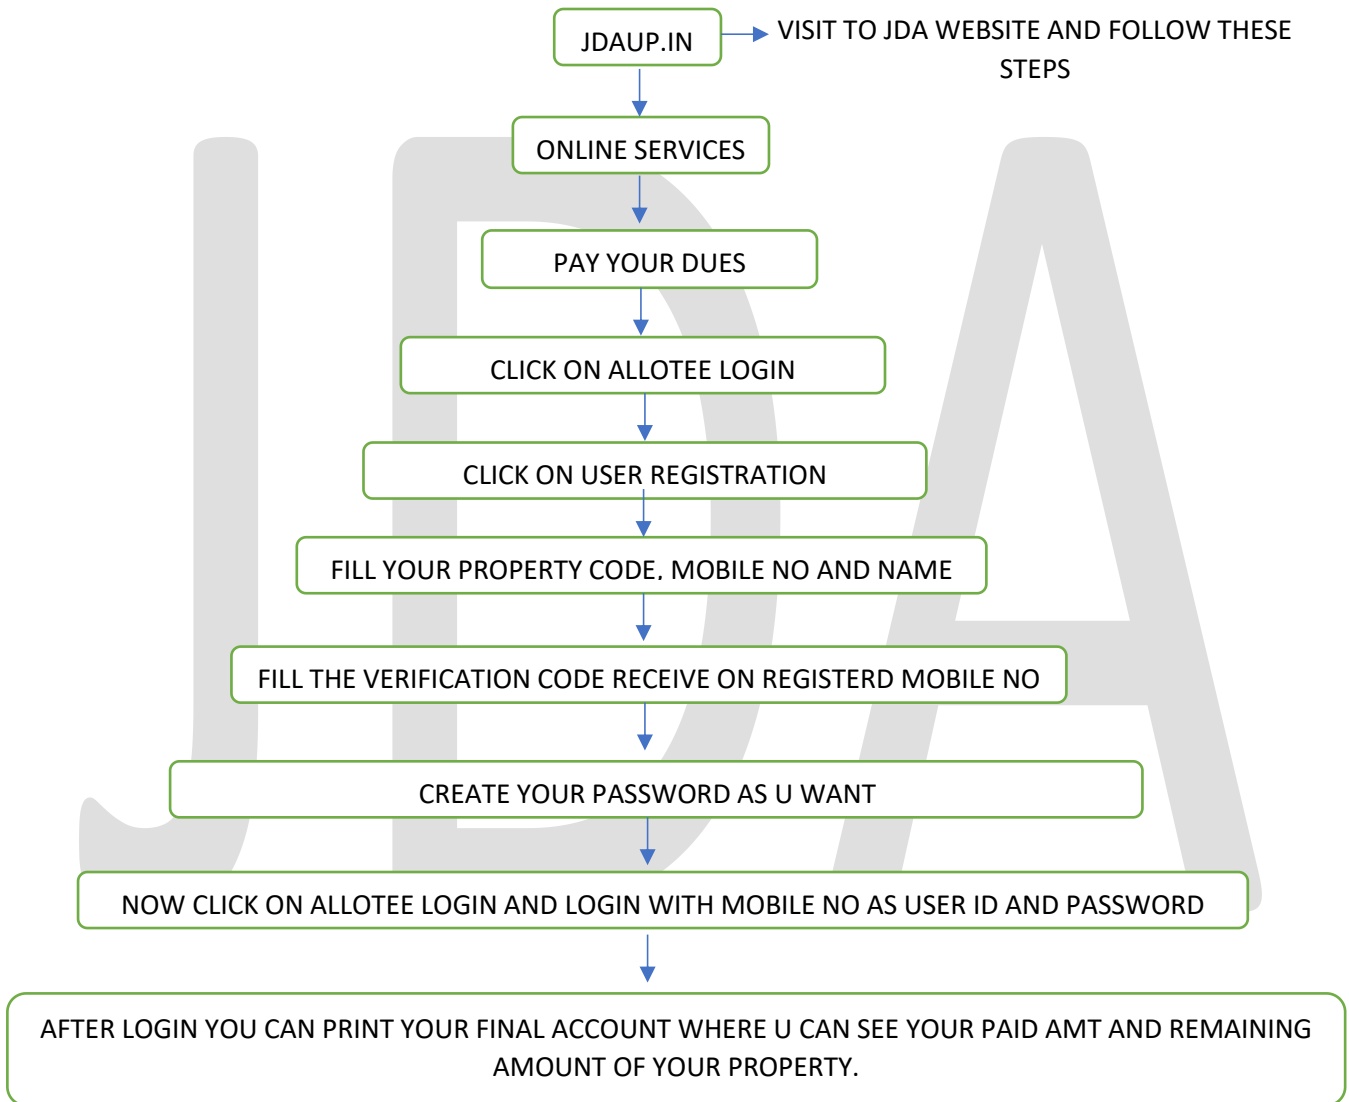 JDAUP.IN
VISIT TO JDA WEBSITE AND FOLLOW THESE
STEPS
ONLINE SERVICES
PAY YOUR DUES
CLICK ON ALLOTEE LOGIN
CLICK ON USER REGISTRATION
FILL YOUR PROPERTY CODE, MOBILE NO AND NAME
FILL THE VERIFICATION CODE RECEIVE ON REGISTERD MOBILE NO
CREATE YOUR PASSWORD AS U WANT
NOW CLICK ON ALLOTEE LOGIN AND LOGIN WITH MOBILE NO AS USER ID AND PASSWORD
AFTER LOGIN YOU CAN PRINT YOUR FINAL ACCOUNT WHERE U CAN SEE YOUR PAID AMT AND REMAINING
AMOUNT OF YOUR PROPERTY.
JDA